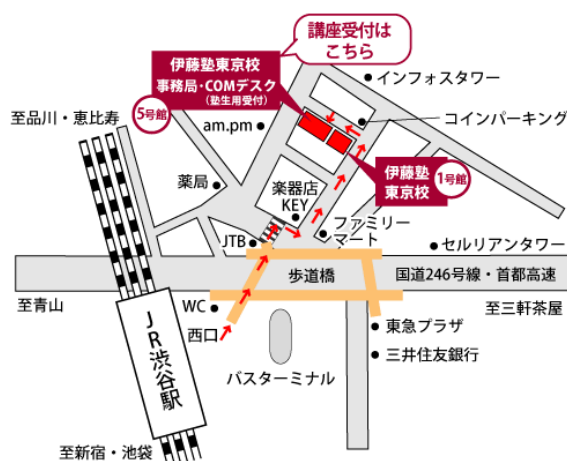 講座受付は
こちら
伊藤塾東京校
事務局・COMデスク
(塾生用受付)
5号館
インフォスタワー
至品川・恵比寿
am.pm
コインパーキング
伊藤塾
東京校
1号館
薬局
楽器店
KEY
ファミリー
マート
JTB
セルリアンタワー
歩道橋
国道246号線・首都高速
至青山
WC
至三軒茶屋
西口
東急プラザ
三井住友銀行
バスターミナル
JR渋谷駅
至新宿・池袋